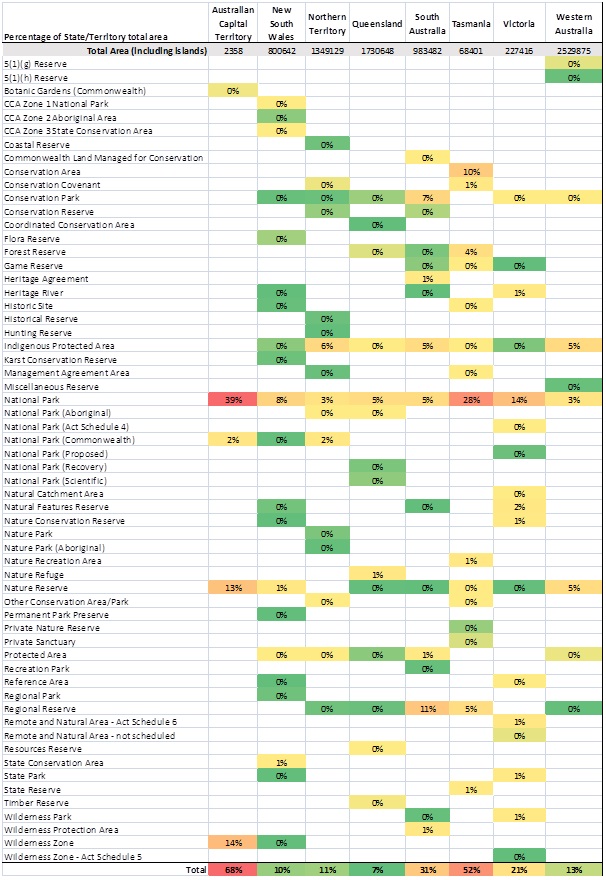 Percentage of State/Territory total area
Australian
Capital
Territory
New
South
Wales
Northern
Territory
Queensland
South
Australia
Tasmania
Victoria
Western
Australia
Total Area (Including Islands) 2358 800642 1349129 1730648 983482 68401 227416 2529875
5(1)(g) Reserve 0%
5(1)(h) Reserve 0%
Botanic Gardens (Commonwealth) 0%
CCA Zone 1 National Park 0%
CCA Zone 2 Aboriginal Area 0%
CCA Zone 3 State Conservation Area 0%
Coastal Reserve 0%
Commonwealth Land Managed for Conservation 0%
Conservation Area 10%
Conservation Covenant 0% 1%
Conservation Park 0% 0% 0% 7% 0% 0%
Conservation Reserve 0% 0%
Coordinated Conservation Area 0%
Flora Reserve 0%
Forest Reserve 0% 0% 4%
Game Reserve 0% 0% 0%
Heritage Agreement 1%
Heritage River 0% 0% 1%
Historic Site 0% 0%
Historical Reserve 0%
Hunting Reserve 0%
Indigenous Protected Area 0% 6% 0% 5% 0% 0% 5%
Karst Conservation Reserve 0%
Management Agreement Area 0% 0%
Miscellaneous Reserve 0%
National Park 39% 8% 3% 5% 5% 28% 14% 3%
National Park (Aboriginal) 0% 0%
National Park (Act Schedule 4) 0%
National Park (Commonwealth) 2% 0% 2%
National Park (Proposed) 0%
National Park (Recovery) 0%
National Park (Scientific) 0%
Natural Catchment Area 0%
Natural Features Reserve 0% 0% 2%
Nature Conservation Reserve 0% 1%
Nature Park 0%
Nature Park (Aboriginal) 0%
Nature Recreation Area 1%
Nature Refuge 1%
Nature Reserve 13% 1% 0% 0% 0% 0% 5%
Other Conservation Area/Park 0% 0%
Permanent Park Preserve 0%
Private Nature Reserve 0%
Private Sanctuary 0%
Protected Area 0% 0% 0% 1% 0% 0%
Recreation Park 0%
Reference Area 0% 0%
Regional Park 0%
Regional Reserve 0% 0% 11% 5% 0%
Remote and Natural Area - Act Schedule 6 1%
Remote and Natural Area - not scheduled 0%
Resources Reserve 0%
State Conservation Area 1%
State Park 0% 1%
State Reserve 1%
Timber Reserve 0%
Wilderness Park 0% 1%
Wilderness Protection Area 1%
Wilderness Zone 14% 0%
Wilderness Zone - Act Schedule 5 0%
Total 68% 10% 11% 7% 31% 52% 21% 13%